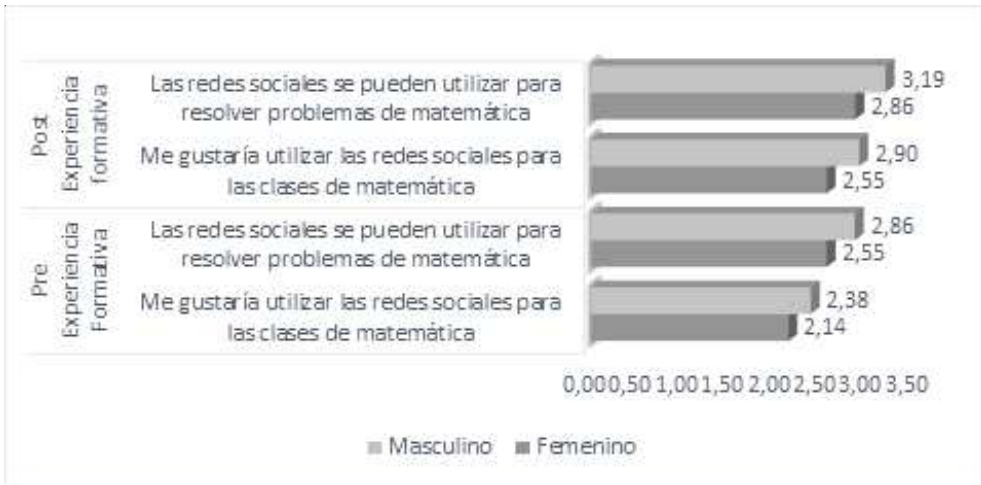 Post
Experiencia
formativa
Las redes sociales se pueden utilizar para
resolver problemas de matemática
3,19
2,86
Me gustaría utilizar las redes sociales para
las clases de matemática
2,90
2,55
Pre
Experiencia
Formativa
Las redes sociales se pueden utilizar para
resolver problemas de matemática
2,86
2,55
Me gustaría utilizar las redes sociales para
las clases de matemática
2,38
2,14
0,00 0,50 1,00 1,50 2,00 2,50 3,00 3,50
Masculino Femenino